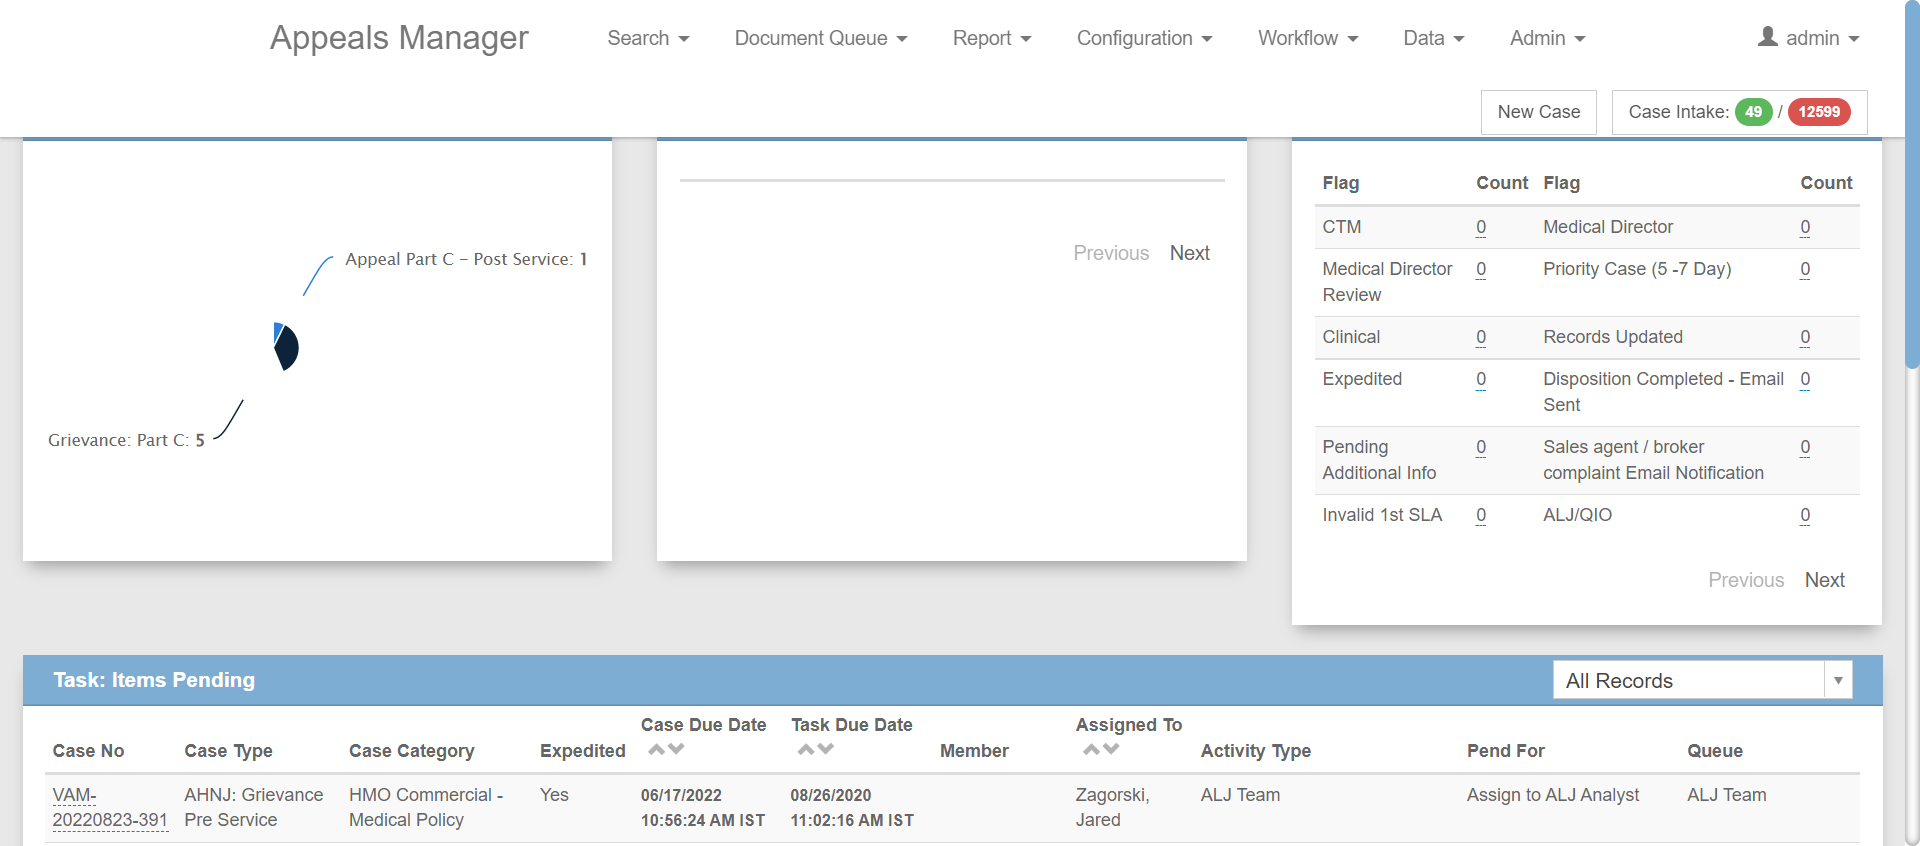 Appeals Manager
Search
Document Queue
Report
Configuration
Workflow
Data
Admin
admin
New Case
Case Intake: 49 / 12599
Appeal Part C - Post Service: 1
Grievance: Part C: 5
Previous Next
Flag Count Flag Count
CTM 0 Medical Director 0
Medical Director Review 0 Priority Case (5 -7 Day) 0
Clinical 0 Records Updated 0
Expedited 0 Disposition Completed - Email Sent 0
Pending Additional Info 0 Sales agent / broker complaint Email Notification 0
Invalid 1st SLA 0 ALJ/QIO 0
Previous Next
Task: Items Pending
All Records
Case No Case Type Case Category Expedited Case Due Date Task Due Date Member Assigned To Activity Type Pend For Queue
VAM- AHNJ: Grievance HMO Commercial - Yes 06/17/2022 08/26/2020 Zagorski, ALJ Team Assign to ALJ Analyst ALJ Team
20220823-391 Pre Service Medical Policy 10:56:24 AM IST 11:02:16 AM IST Jared